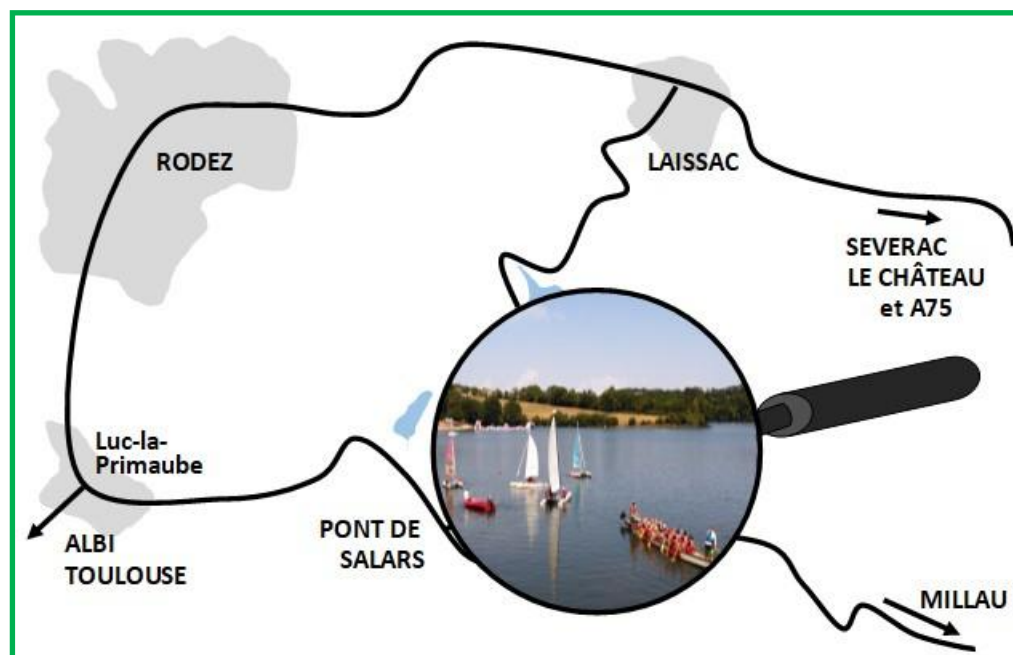 RODEZ
LAISSAC
SEVERAC
LE CHÂTEAU
et A75
Luc-la-
Primaube
ALBI
TOULOUSE
PONT DE
SALARS
MILLAU